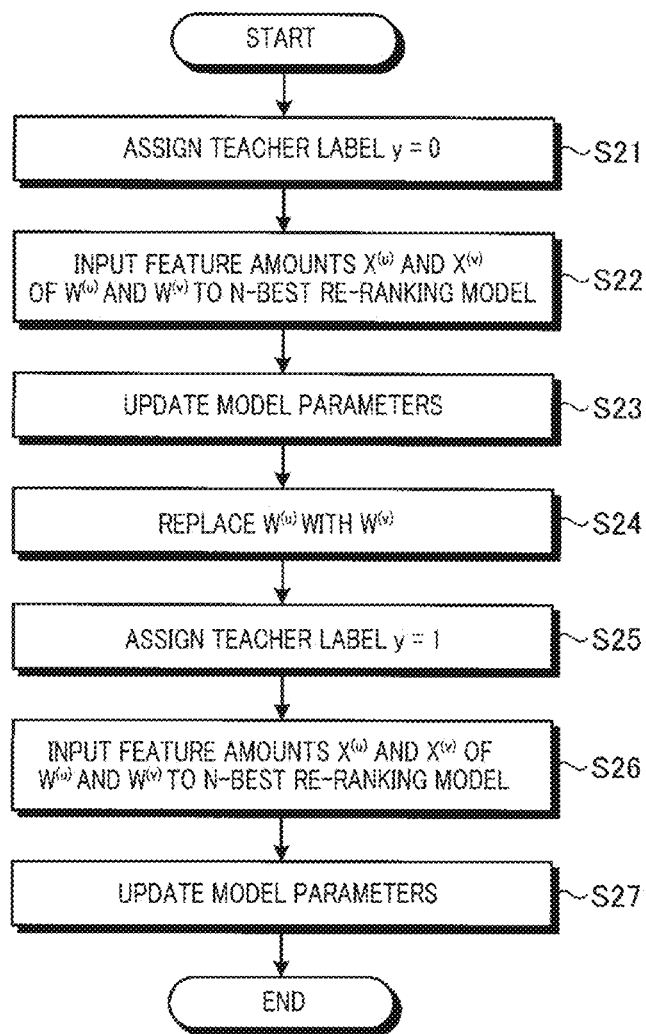 START
ASSIGN TEACHER LABEL y = 0
S21
INPUT FEATURE AMOUNTS X^(u) AND X^(v)
OF W^(u) AND W^(v) TO N-BEST RE-RANKING MODEL
S22
UPDATE MODEL PARAMETERS
S23
REPLACE W^(u) WITH W^(v)
S24
ASSIGN TEACHER LABEL y = 1
S25
INPUT FEATURE AMOUNTS X^(u) AND X^(v) OF
W^(u) AND W^(v) TO N-BEST RE-RANKING MODEL
S26
UPDATE MODEL PARAMETERS
S27
END